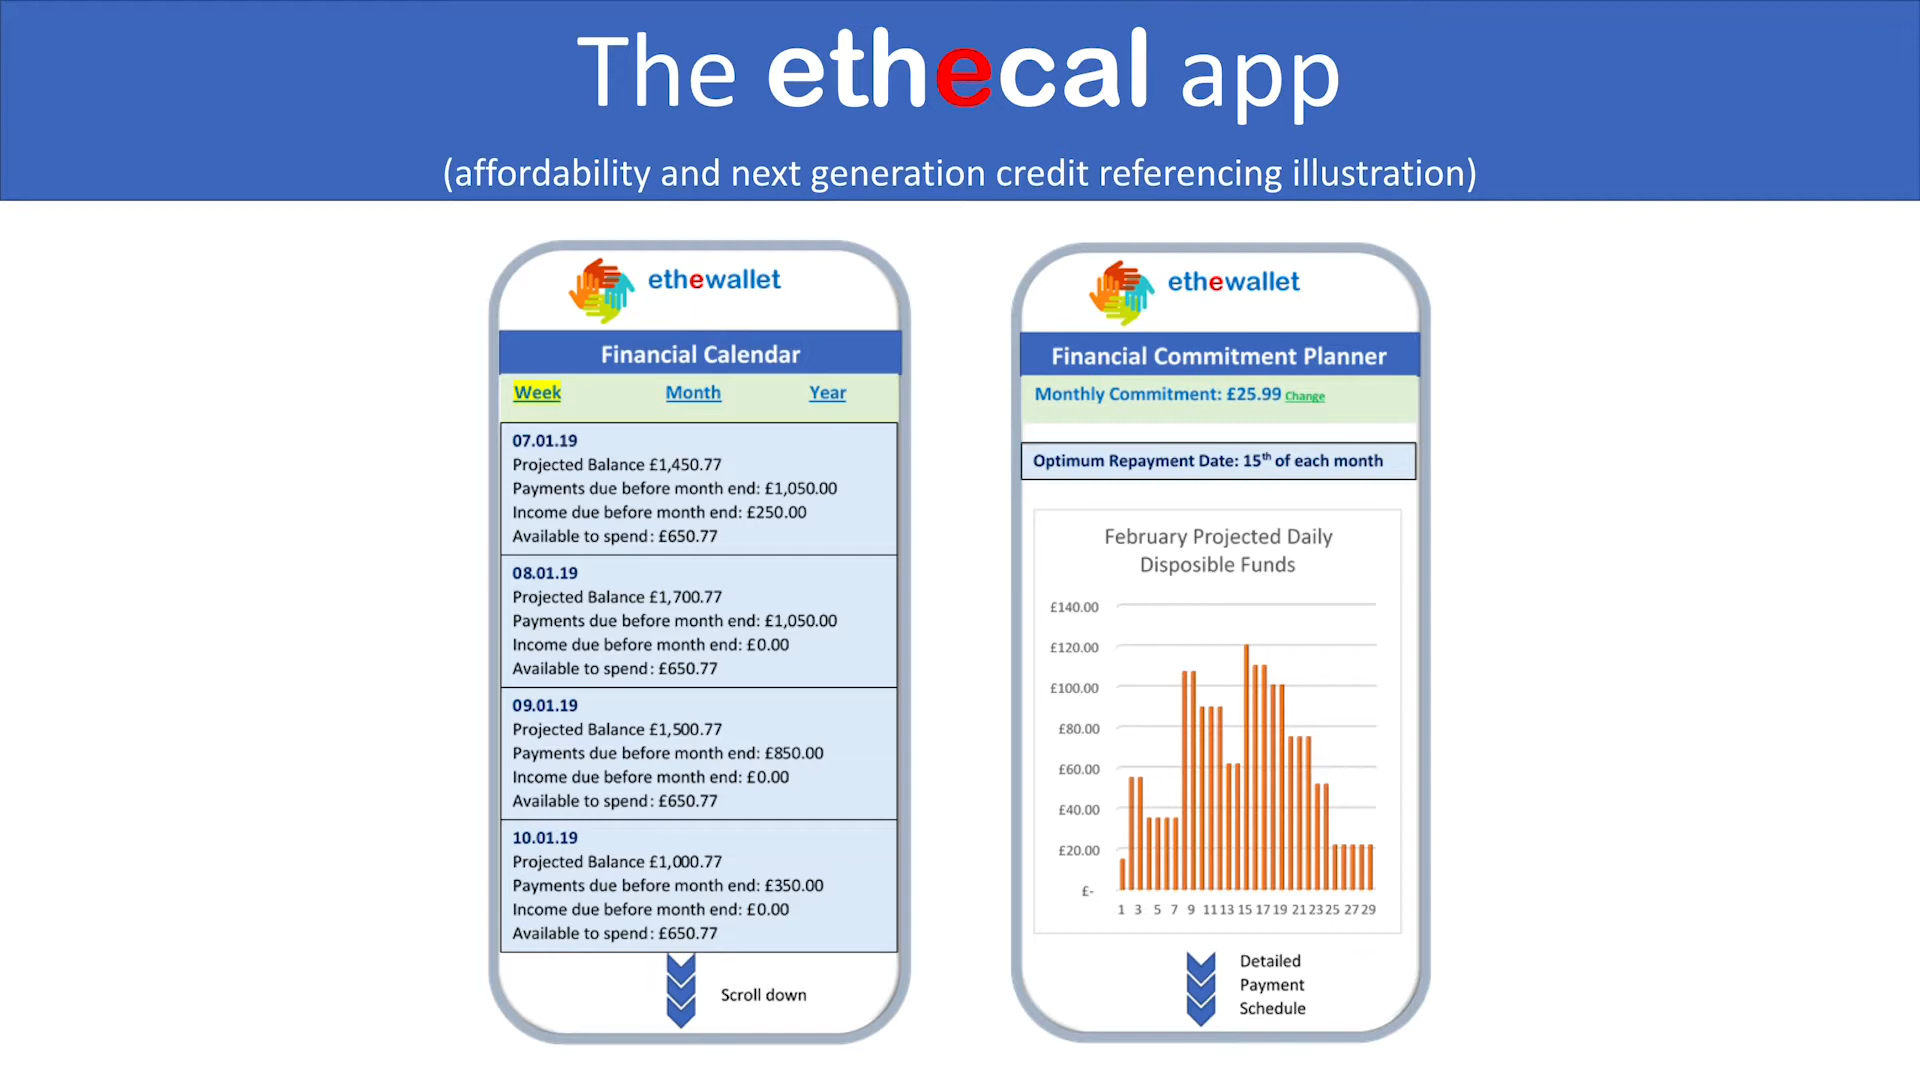 The ethecal app
(affordability and next generation credit referencing illustration)
ethewallet
Financial Calendar
Week Month Year
07.01.19
Projected Balance £1,450.77
Payments due before month end: £1,050.00
Income due before month end: £250.00
Available to spend: £650.77
08.01.19
Projected Balance £1,700.77
Payments due before month end: £1,050.00
Income due before month end: £0.00
Available to spend: £650.77
09.01.19
Projected Balance £1,500.77
Payments due before month end: £850.00
Income due before month end: £0.00
Available to spend: £650.77
10.01.19
Projected Balance £1,000.77
Payments due before month end: £350.00
Income due before month end: £0.00
Available to spend: £650.77
Scroll down
ethewallet
Financial Commitment Planner
Monthly Commitment: £25.99 Change
Optimum Repayment Date: 15th of each month
February Projected Daily
Disposible Funds
£140.00
£120.00
£100.00
£80.00
£60.00
£40.00
£20.00
£-
1 3 5 7 9 11 13 15 17 19 21 23 25 27 29
Detailed
Payment
Schedule